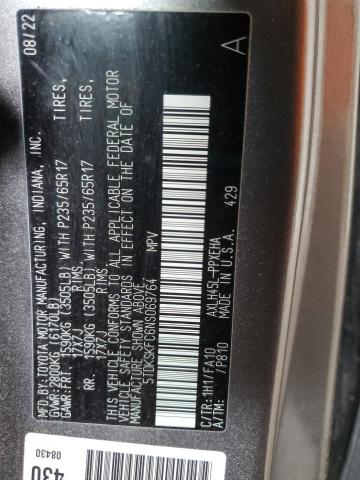 MFD. BY: TOYOTA MOTOR MANUFACTURING, INDIANA, INC. 08/22
GVWR: 2800KG (6170LB)
GAWR: FRT. 1590KG (3505LB) WITH P235/65R17 TIRES,
17X7J RIMS
RR. 1590KG (3505LB) WITH P235/65R17 TIRES,
17X7J RIMS
THIS VEHICLE CONFORMS TO ALL APPLICABLE FEDERAL MOTOR
VEHICLE SAFETY STANDARDS IN EFFECT ON THE DATE OF
MANUFACTURE SHOWN ABOVE.
5TDKSKFC6NS069764 MPV
C/TR: 1H1/FA10 AXLH45L-PPXEHA
A/TM: /P810 MADE IN U.S.A. 429 A
430
08430